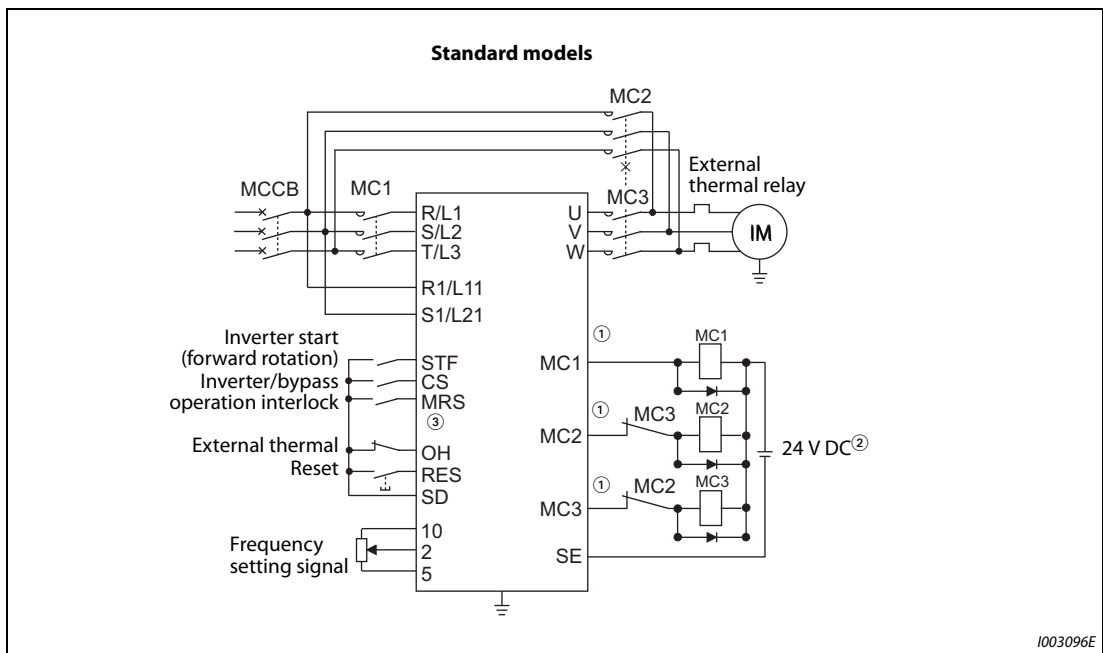 Standard models
MC2
External
thermal relay
MCCB
MC1
MC3
R/L1
S/L2
T/L3
U
V
W
IM
R1/L11
S1/L21
Inverter start
(forward rotation)
Inverter/bypass
operation interlock
STF
CS
MRS
③
External thermal
Reset
OH
RES
SD
Frequency
setting signal
10
2
5
①
MC1
MC1
①
MC2
MC3
MC2
24 V DC②
①
MC3
MC2
MC3
SE
I003096E